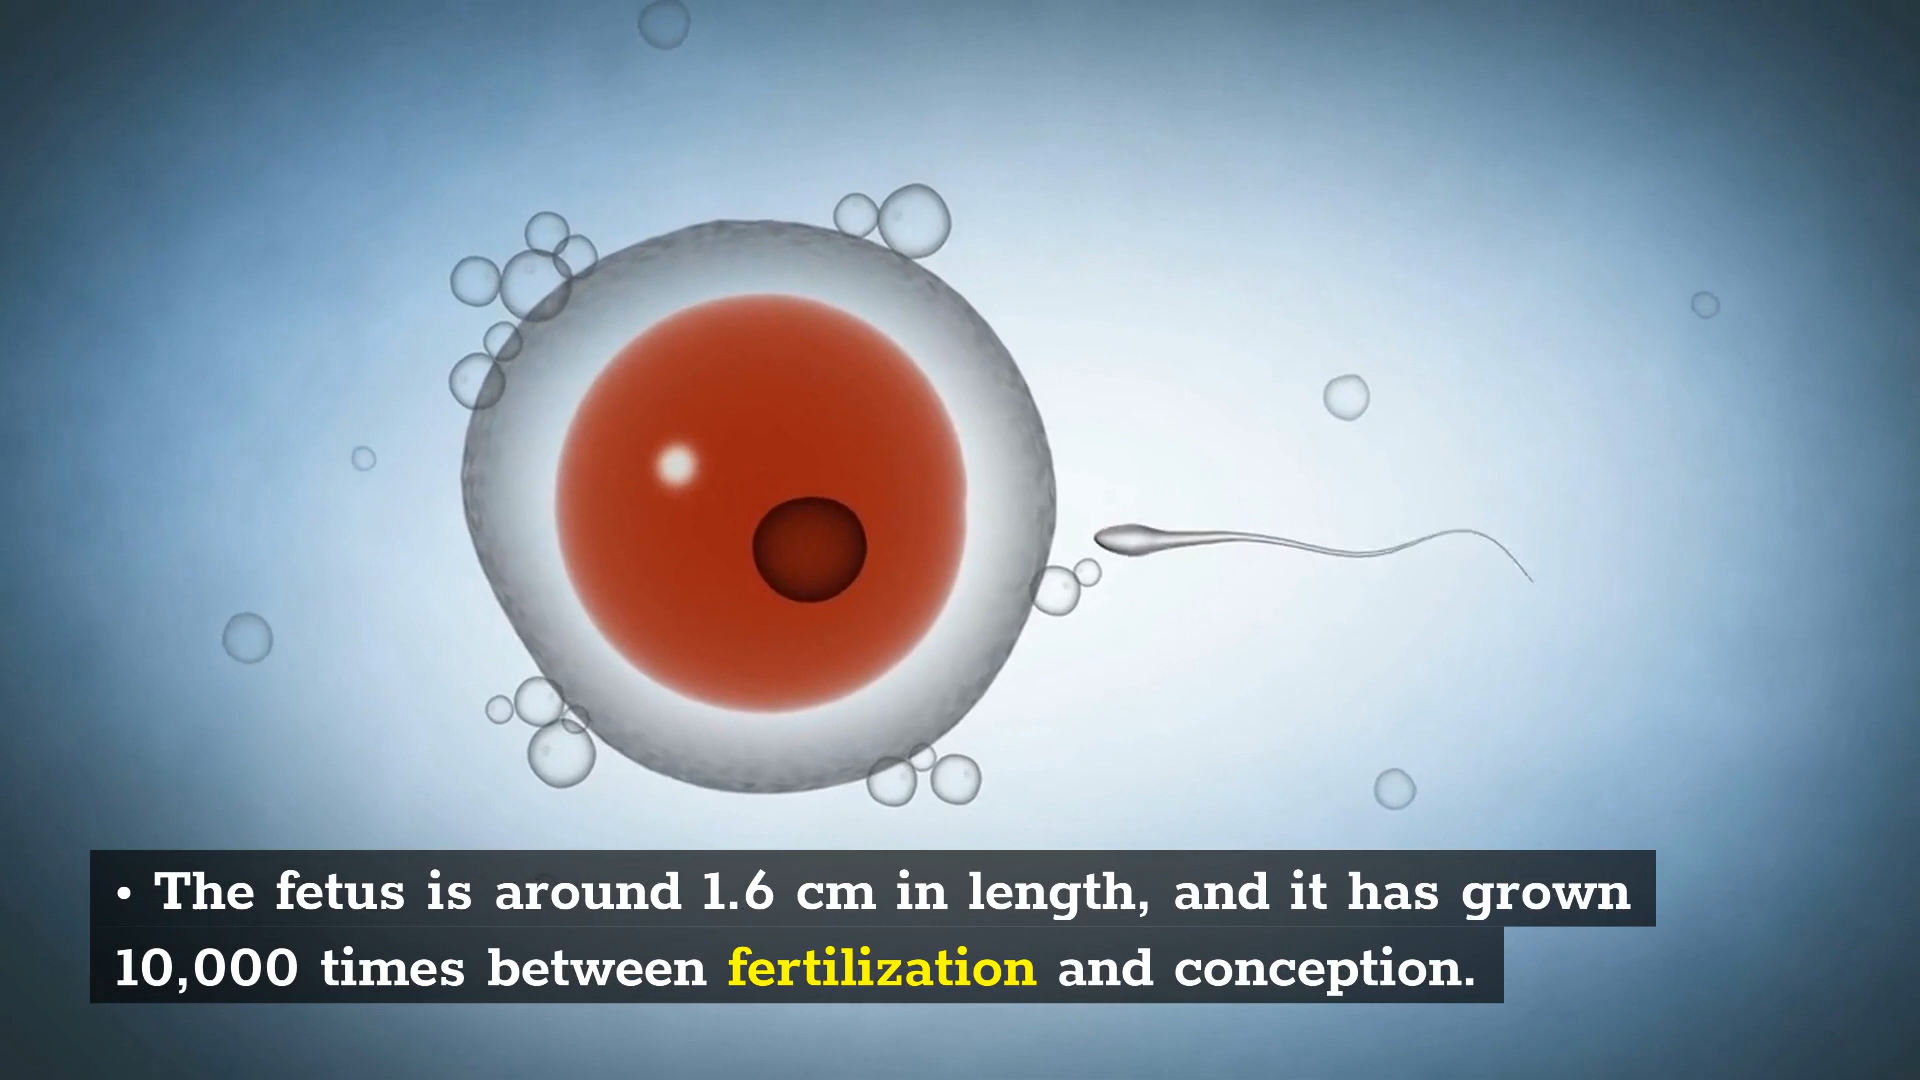 • The fetus is around 1.6 cm in length, and it has grown
10,000 times between fertilization and conception.